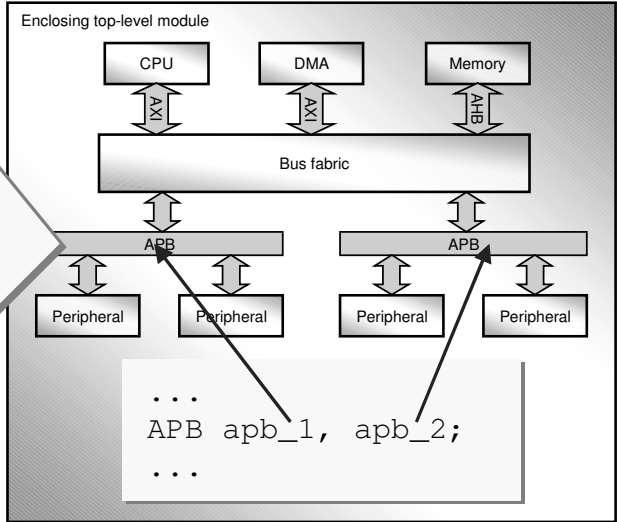 Enclosing top-level module
CPU DMA Memory
AXI AXI AHB
Bus fabric
APB APB
Peripheral Peripheral Peripheral Peripheral
...
APB apb_1, apb_2;
...